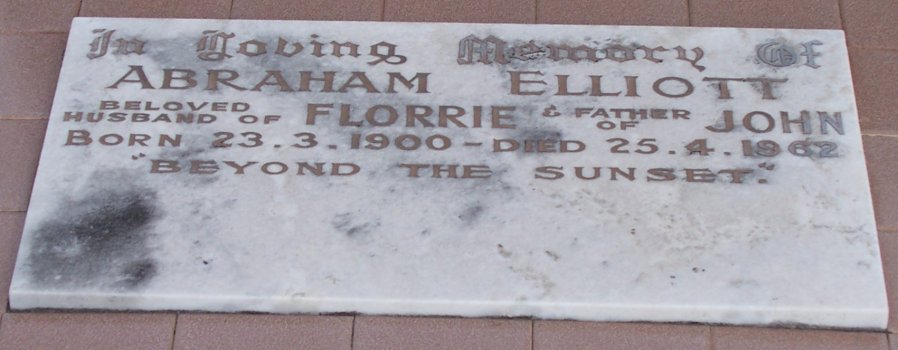 In Loving Memory Of
ABRAHAM ELLIOTT
BELOVED HUSBAND OF FLORRIE & FATHER OF JOHN
BORN 23.3.1900 – DIED 25.4.1962
"BEYOND THE SUNSET."